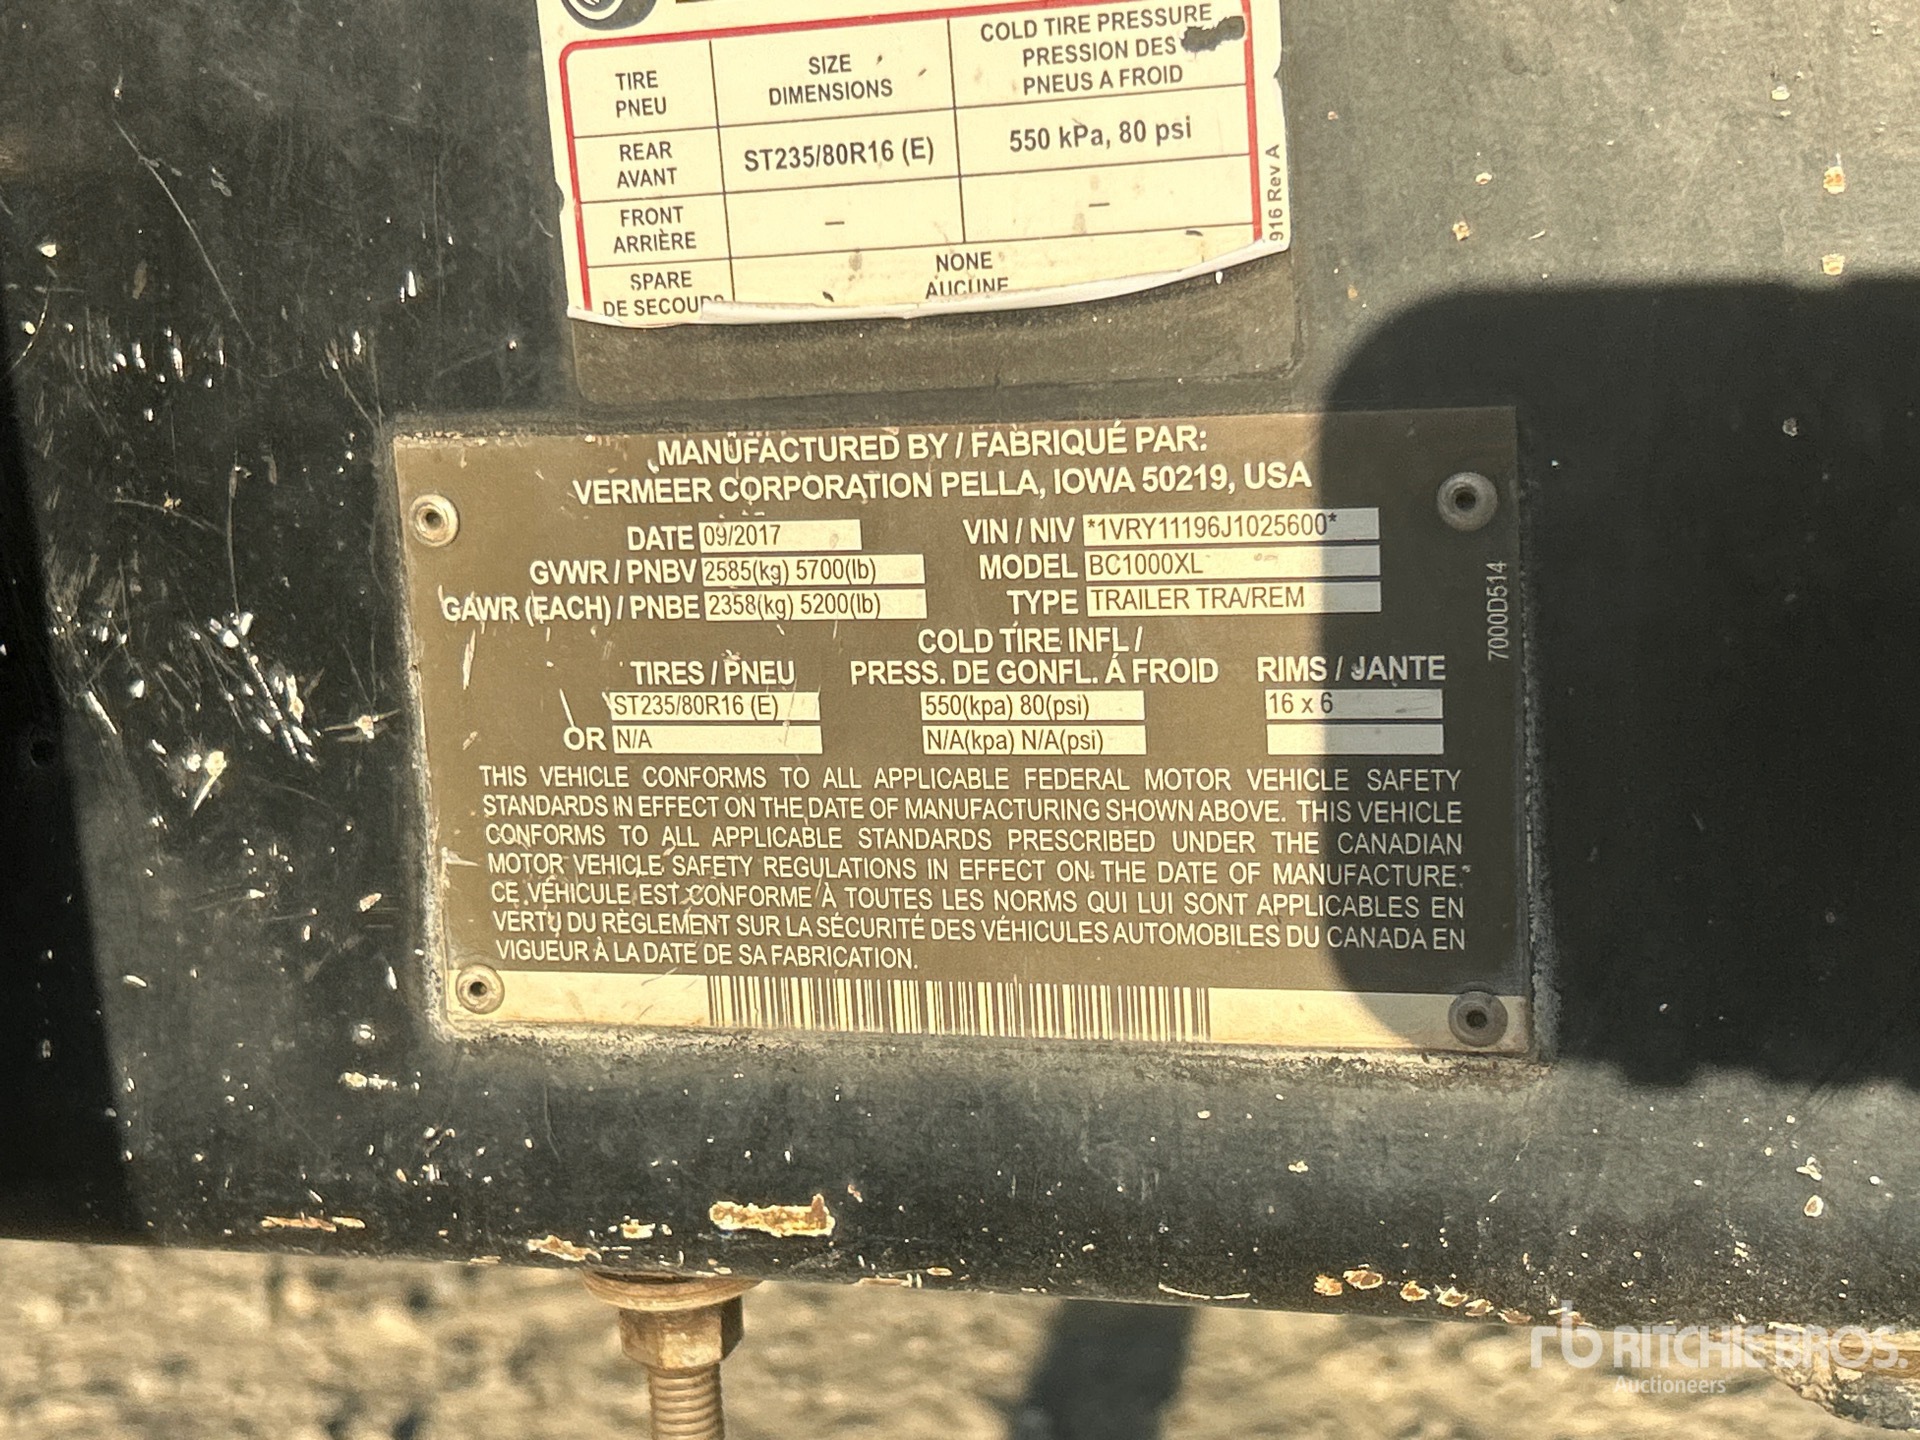 COLD TIRE PRESSURE
TIRE SIZE PRESSION DES
PNEU DIMENSIONS PNEUS A FROID
REAR
AVANT ST235/80R16 (E) 550 kPa, 80 psi
FRONT
ARRIÈRE – –
SPARE NONE
DE SECOURS AUCUNE
916 Rev A
MANUFACTURED BY / FABRIQUÉ PAR:
VERMEER CORPORATION PELLA, IOWA 50219, USA
DATE 09/2017 VIN / NIV *1VRY11196J1025600*
GVWR / PNBV 2585(kg) 5700(lb) MODEL BC1000XL
GAWR (EACH) / PNBE 2358(kg) 5200(lb) TYPE TRAILER TRA/REM
COLD TIRE INFL /
TIRES / PNEU PRESS. DE GONFL. Á FROID RIMS / JANTE
ST235/80R16 (E) 550(kpa) 80(psi) 16 x 6
OR N/A N/A(kpa) N/A(psi)
7000D514
THIS VEHICLE CONFORMS TO ALL APPLICABLE FEDERAL MOTOR VEHICLE SAFETY
STANDARDS IN EFFECT ON THE DATE OF MANUFACTURING SHOWN ABOVE. THIS VEHICLE
CONFORMS TO ALL APPLICABLE STANDARDS PRESCRIBED UNDER THE CANADIAN
MOTOR VEHICLE SAFETY REGULATIONS IN EFFECT ON THE DATE OF MANUFACTURE.
CE VÉHICULE EST CONFORME À TOUTES LES NORMS QUI LUI SONT APPLICABLES EN
VERTU DU RÈGLEMENT SUR LA SÉCURITÉ DES VÉHICULES AUTOMOBILES DU CANADA EN
VIGUEUR À LA DATE DE SA FABRICATION.
rb RITCHIE BROS.
Auctioneers